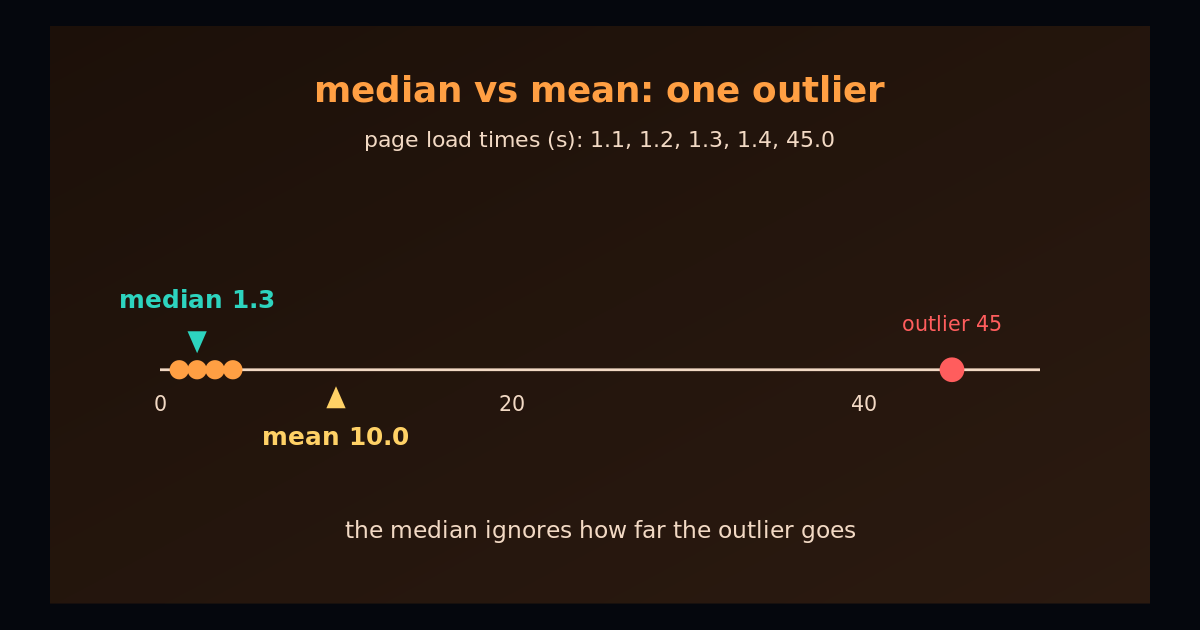 median vs mean: one outlier
page load times (s): 1.1, 1.2, 1.3, 1.4, 45.0
median 1.3
outlier 45
0
20
40
mean 10.0
the median ignores how far the outlier goes